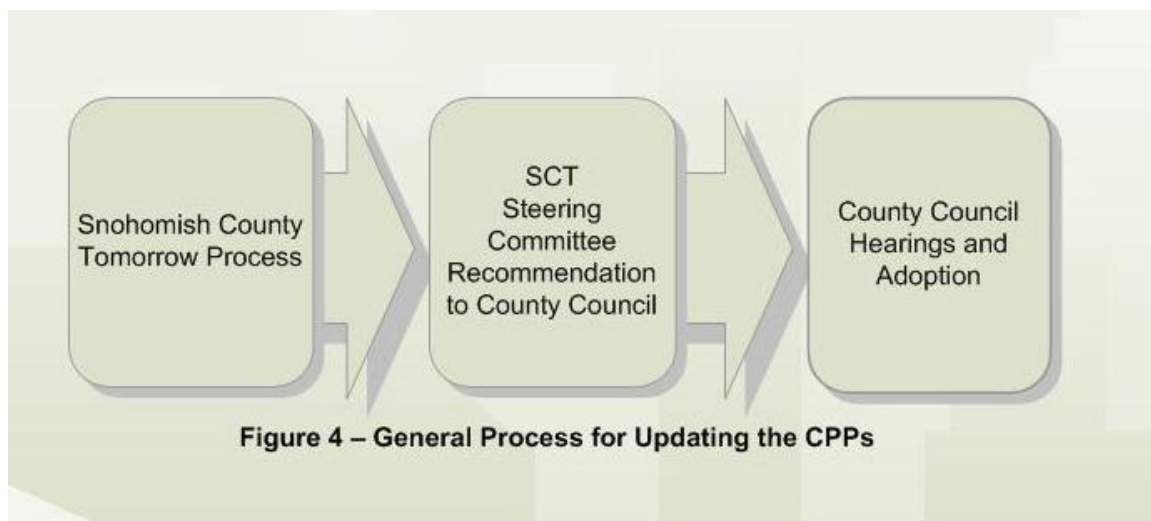 Snohomish County
Tomorrow Process
SCT
Steering
Committee
Recommendation
to County Council
County Council
Hearings and
Adoption
Figure 4 – General Process for Updating the CPPs